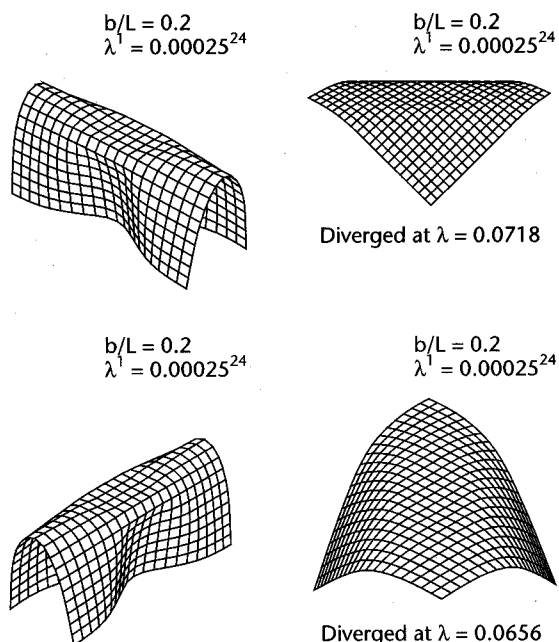 b/L = 0.2
λ¹ = 0.00025²⁴
b/L = 0.2
λ¹ = 0.00025²⁴
Diverged at λ = 0.0718
b/L = 0.2
λ¹ = 0.00025²⁴
b/L = 0.2
λ¹ = 0.00025²⁴
Diverged at λ = 0.0656